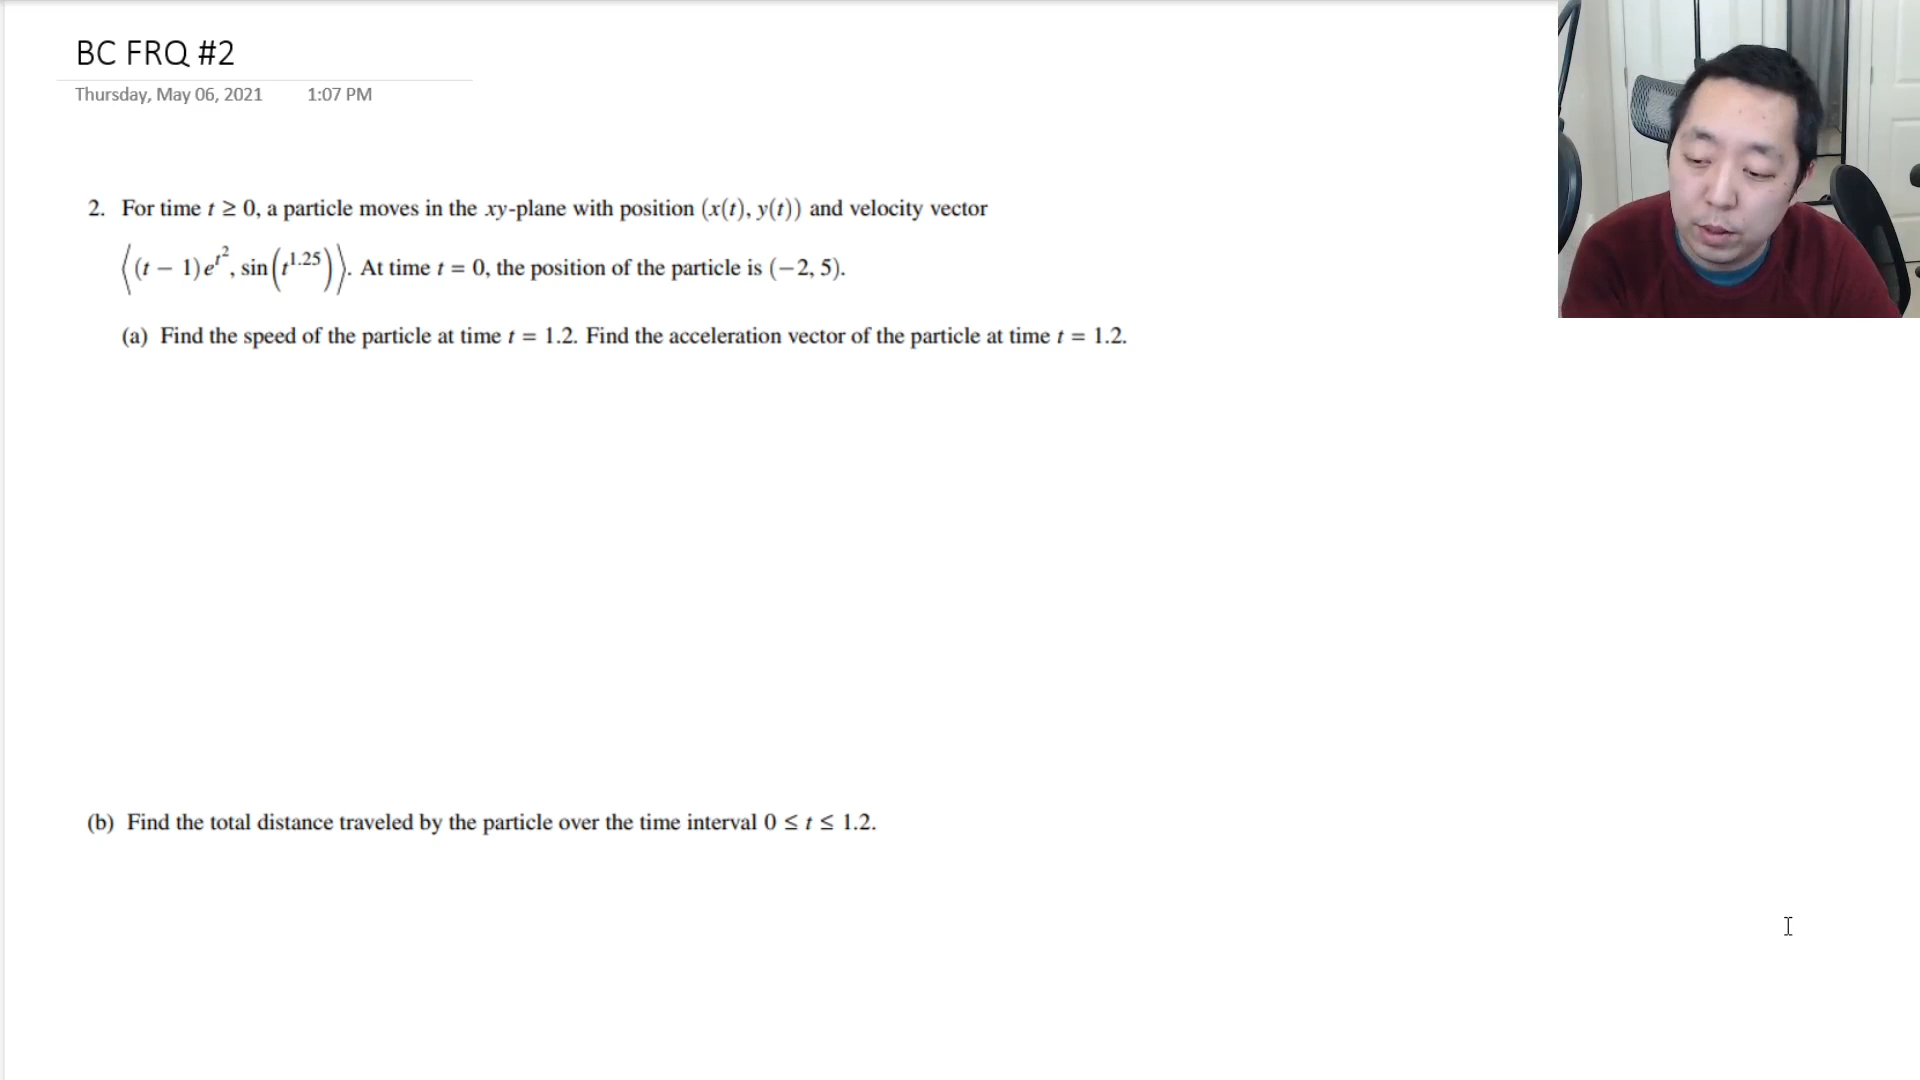 BC FRQ #2
Thursday, May 06, 2021 1:07 PM
2. For time t ≥ 0, a particle moves in the xy-plane with position (x(t), y(t)) and velocity vector
⟨(t − 1)e^{t^2}, sin(t^{1.25})⟩. At time t = 0, the position of the particle is (−2, 5).
(a) Find the speed of the particle at time t = 1.2. Find the acceleration vector of the particle at time t = 1.2.
(b) Find the total distance traveled by the particle over the time interval 0 ≤ t ≤ 1.2.